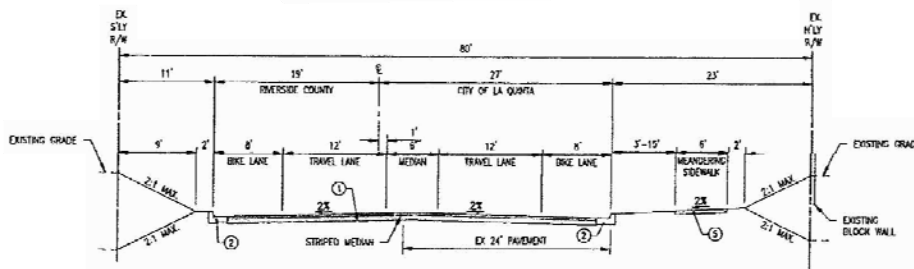 EX.
S'LY
R/W
EX.
N'LY
R/W
80'
11'
19'
℄
27'
23'
RIVERSIDE COUNTY
CITY OF LA QUINTA
1'
EXISTING GRADE
9'
2'
8'
12'
6'
12'
8'
3'-15'
6'
2'
EXISTING GRADE
BIKE LANE
TRAVEL LANE
MEDIAN
TRAVEL LANE
BIKE LANE
MEANDERING
SIDEWALK
2:1 MAX.
2:1 MAX.
2%
1
2%
2%
2:1 MAX.
2:1 MAX.
2
STRIPED MEDIAN
EX 24' PAVEMENT
2
5
EXISTING
BLOCK WALL